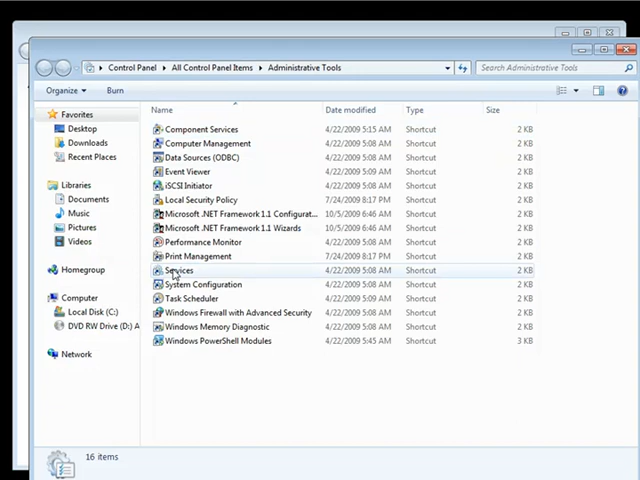 Control Panel ▸ All Control Panel Items ▸ Administrative Tools
Search Administrative Tools
Organize ▾ Burn
Name Date modified Type Size
Favorites
Desktop
Downloads
Recent Places
Libraries
Documents
Music
Pictures
Videos
Homegroup
Computer
Local Disk (C:)
DVD RW Drive (D:) A
Network
Component Services 4/22/2009 5:15 AM Shortcut 2 KB
Computer Management 4/22/2009 5:08 AM Shortcut 2 KB
Data Sources (ODBC) 4/22/2009 5:08 AM Shortcut 2 KB
Event Viewer 4/22/2009 5:08 AM Shortcut 2 KB
iSCSI Initiator 4/22/2009 5:08 AM Shortcut 2 KB
Local Security Policy 7/24/2009 8:17 PM Shortcut 2 KB
Microsoft .NET Framework 1.1 Configurat... 10/5/2009 6:46 AM Shortcut 2 KB
Microsoft .NET Framework 1.1 Wizards 10/5/2009 6:46 AM Shortcut 2 KB
Performance Monitor 4/22/2009 5:08 AM Shortcut 2 KB
Print Management 7/24/2009 8:17 PM Shortcut 2 KB
Services 4/22/2009 5:08 AM Shortcut 2 KB
System Configuration 4/22/2009 5:08 AM Shortcut 2 KB
Task Scheduler 4/22/2009 5:09 AM Shortcut 2 KB
Windows Firewall with Advanced Security 4/22/2009 5:08 AM Shortcut 2 KB
Windows Memory Diagnostic 4/22/2009 5:08 AM Shortcut 2 KB
Windows PowerShell Modules 4/22/2009 5:45 AM Shortcut 3 KB
16 items